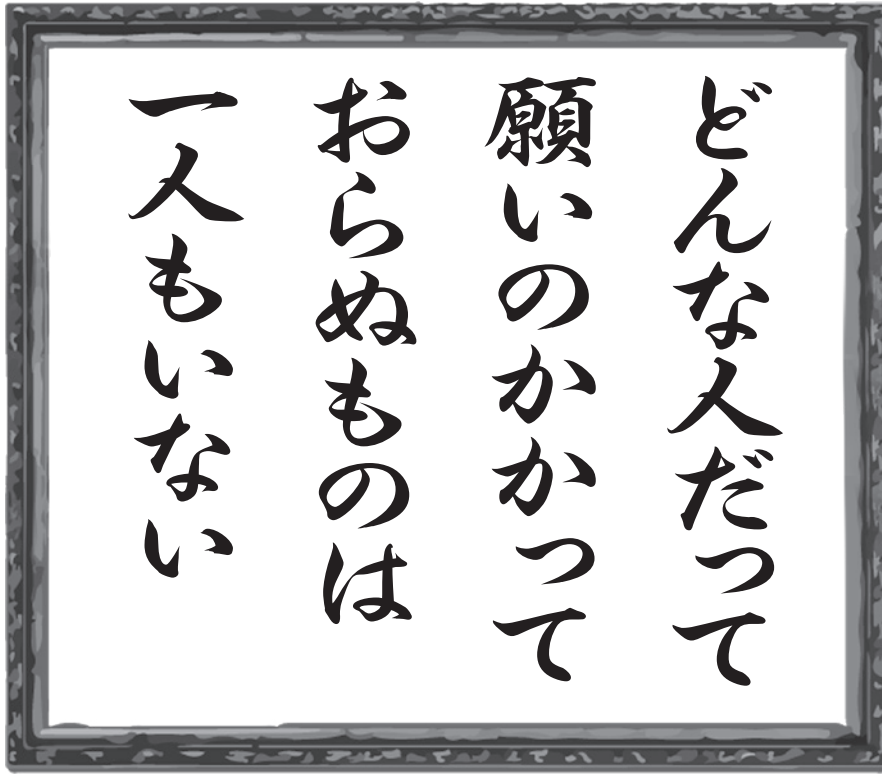 どんな人だって
願いのかかって
おらぬものは
一人もいない